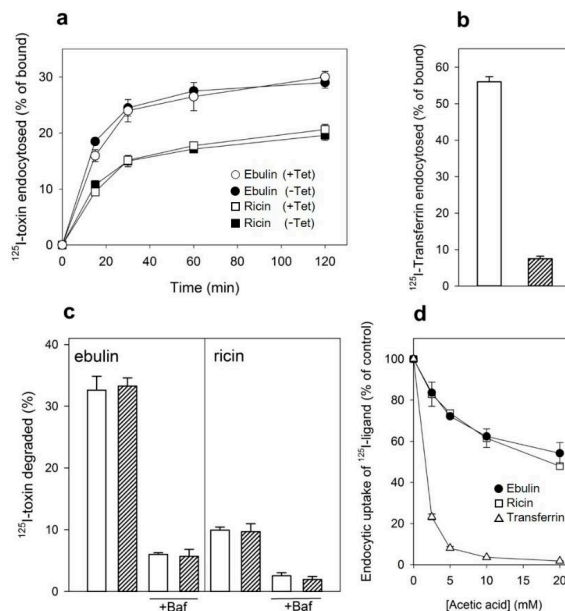 a
¹²⁵I-toxin endocytosed (% of bound)
30
20
10
0
Ebulin (+Tet)
Ebulin (-Tet)
Ricin (+Tet)
Ricin (-Tet)
0 20 40 60 80 100 120
Time (min)
b
¹²⁵I-Transferrin endocytosed (% of bound)
60
50
40
30
20
10
0
c
¹²⁵I-toxin degraded (%)
40
30
20
10
0
ebulin ricin
+Baf +Baf
d
Endocytic uptake of ¹²⁵I-ligand (% of control)
100
80
60
40
20
0
Ebulin
Ricin
Transferrin
0 5 10 15 20
[Acetic acid] (mM)